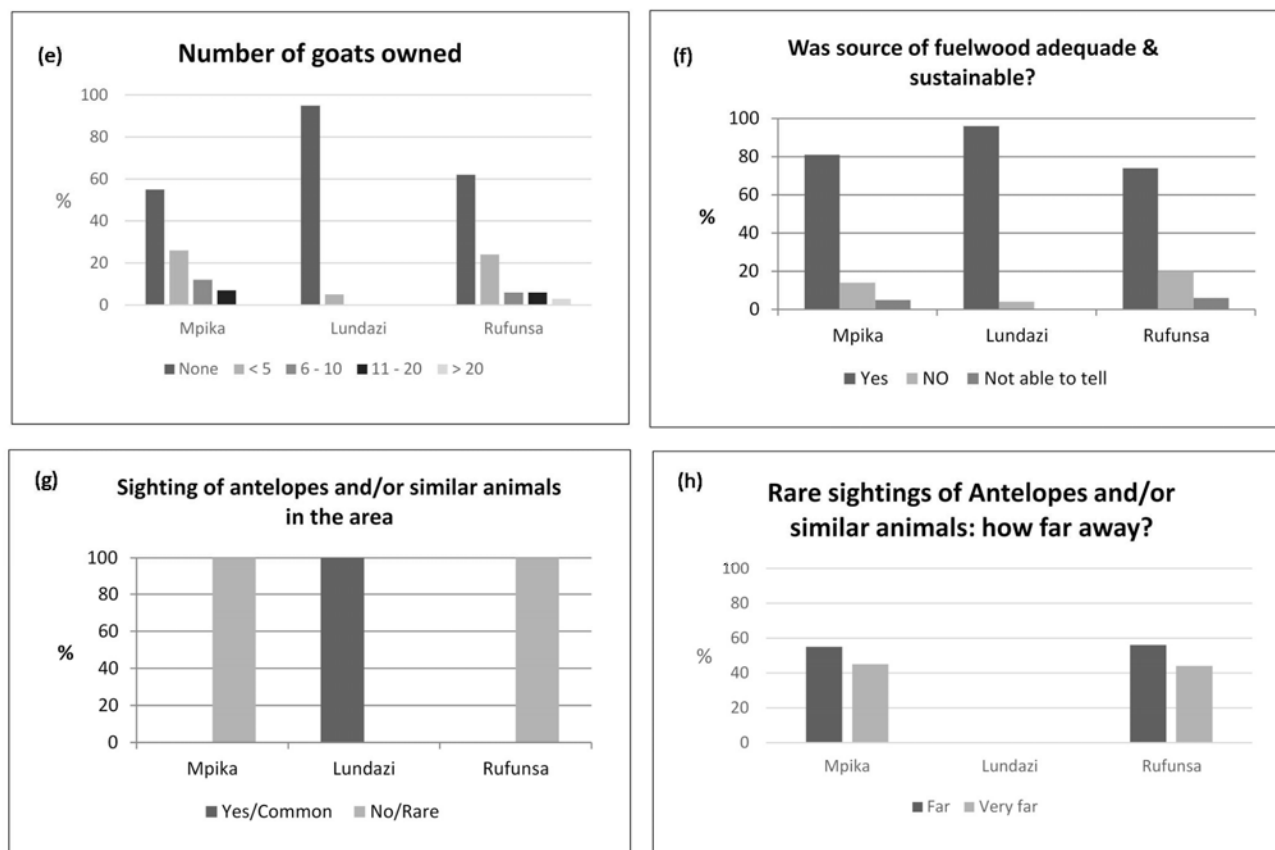 (e)
Number of goats owned
100
80
60
40
20
0
%
Mpika Lundazi Rufunsa
None < 5 6 - 10 11 - 20 > 20
(f)
Was source of fuelwood adequade &
sustainable?
100
80
60
40
20
0
%
Mpika Lundazi Rufunsa
Yes NO Not able to tell
(g)
Sighting of antelopes and/or similar animals
in the area
100
80
60
40
20
0
%
Mpika Lundazi Rufunsa
Yes/Common No/Rare
(h)
Rare sightings of Antelopes and/or
similar animals: how far away?
100
80
60
40
20
0
%
Mpika Lundazi Rufunsa
Far Very far